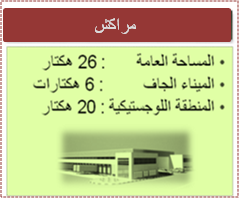 مراكش
• المساحة العامة : 26 هكتار
• الميناء الجاف : 6 هكتارات
• المنطقة اللوجستيكية : 20 هكتار